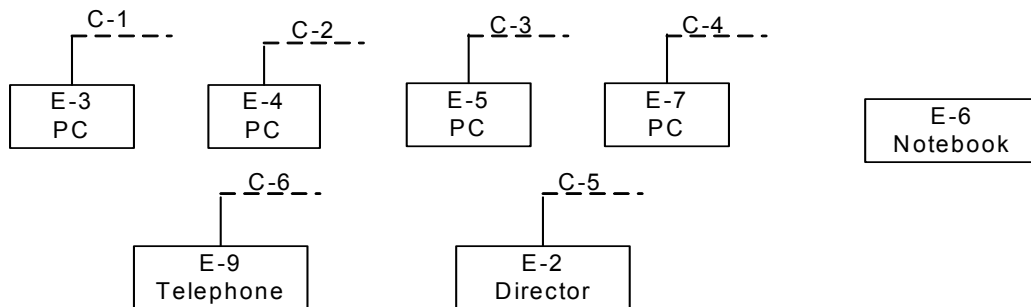 C-1
C-2
C-3
C-4
E-3
PC
E-4
PC
E-5
PC
E-7
PC
E-6
Notebook
C-6
C-5
E-9
Telephone
E-2
Director